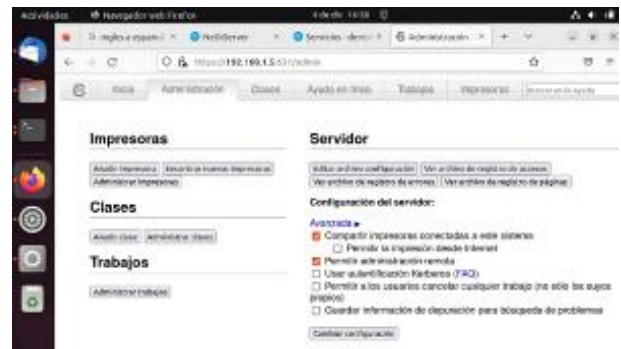 Actividades Navegador web Firefox
Administración
Inicio Administración Clases Ayuda en línea Trabajos Impresoras
Impresoras
Servidor
Añadir impresora Encontrar nuevas impresoras
Administrar impresoras
Editar archivo configuración Ver archivo de registro de accesos
Ver archivo de registro de errores Ver archivo de registro de páginas
Clases
Añadir clase Administrar clases
Configuración del servidor:
Avanzada ▸
Compartir impresoras conectadas a este sistema
Permitir la impresión desde Internet
Permitir administración remota
Usar autentificación Kerberos (FAQ)
Permitir a los usuarios cancelar cualquier trabajo (no sólo los suyos
propios)
Guardar información de depuración para búsqueda de problemas
Cambiar configuración
Trabajos
Administrar trabajos